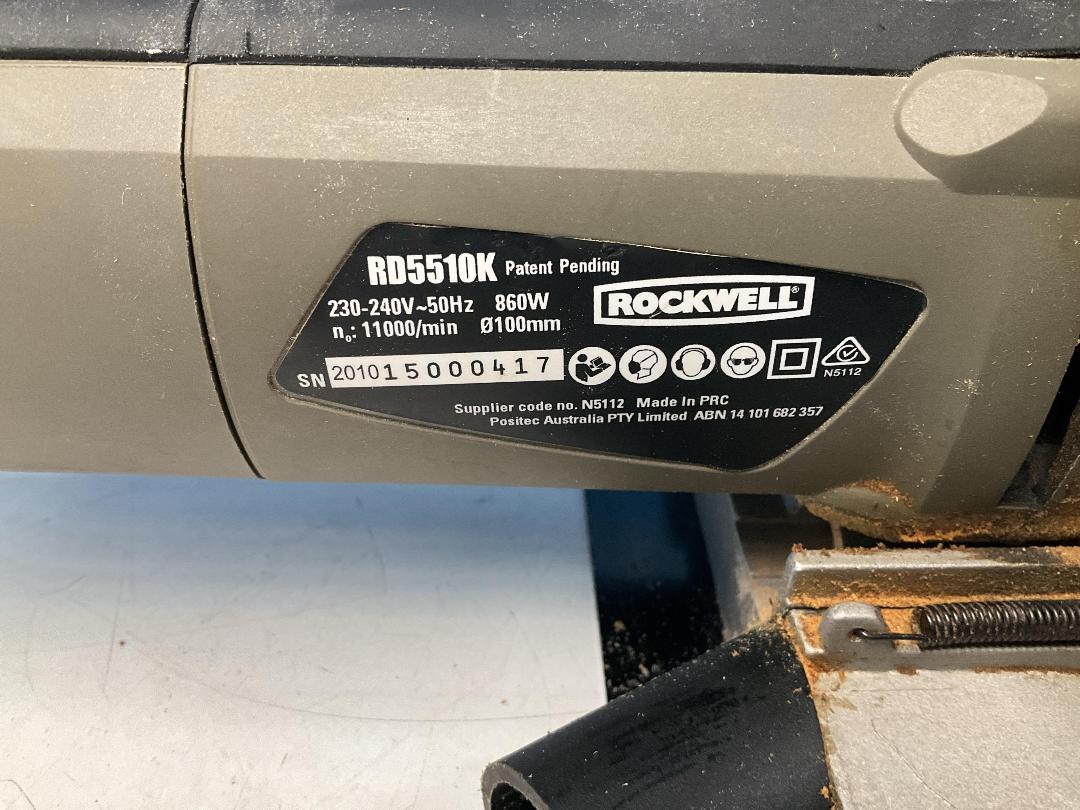 RD5510K Patent Pending
230-240V~50Hz 860W
n₀: 11000/min Ø100mm
ROCKWELL®
SN 201015000417
N5112
Supplier code no. N5112 Made In PRC
Positec Australia PTY Limited ABN 14 101 682 357